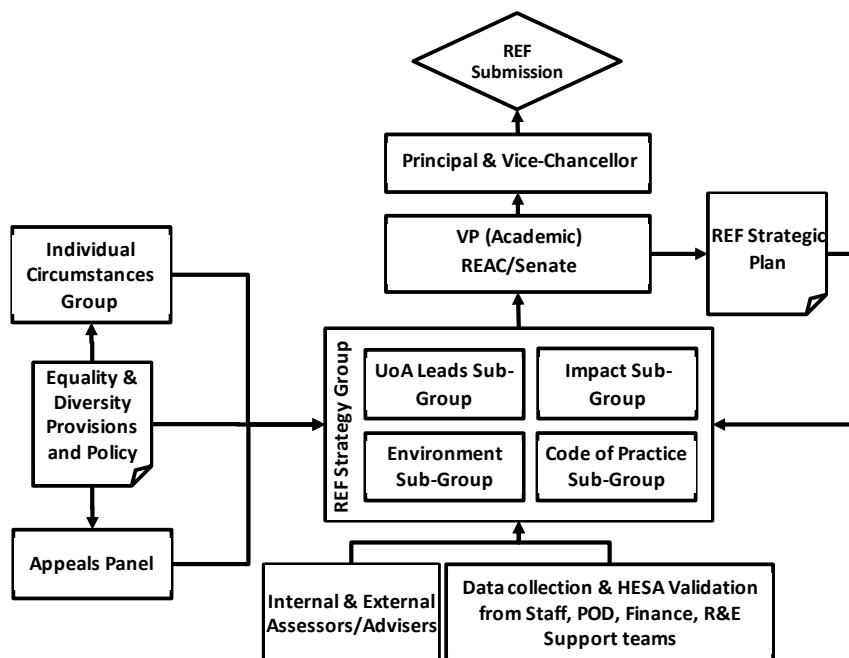 REF
Submission
Principal & Vice-Chancellor
VP (Academic)
REAC/Senate
REF Strategic
Plan
Individual
Circumstances
Group
Equality &
Diversity
Provisions
and Policy
Appeals Panel
REF Strategy Group
UoA Leads Sub-
Group
Impact Sub-
Group
Environment
Sub-Group
Code of Practice
Sub-Group
Internal & External
Assessors/Advisers
Data collection & HESA Validation
from Staff, POD, Finance, R&E
Support teams